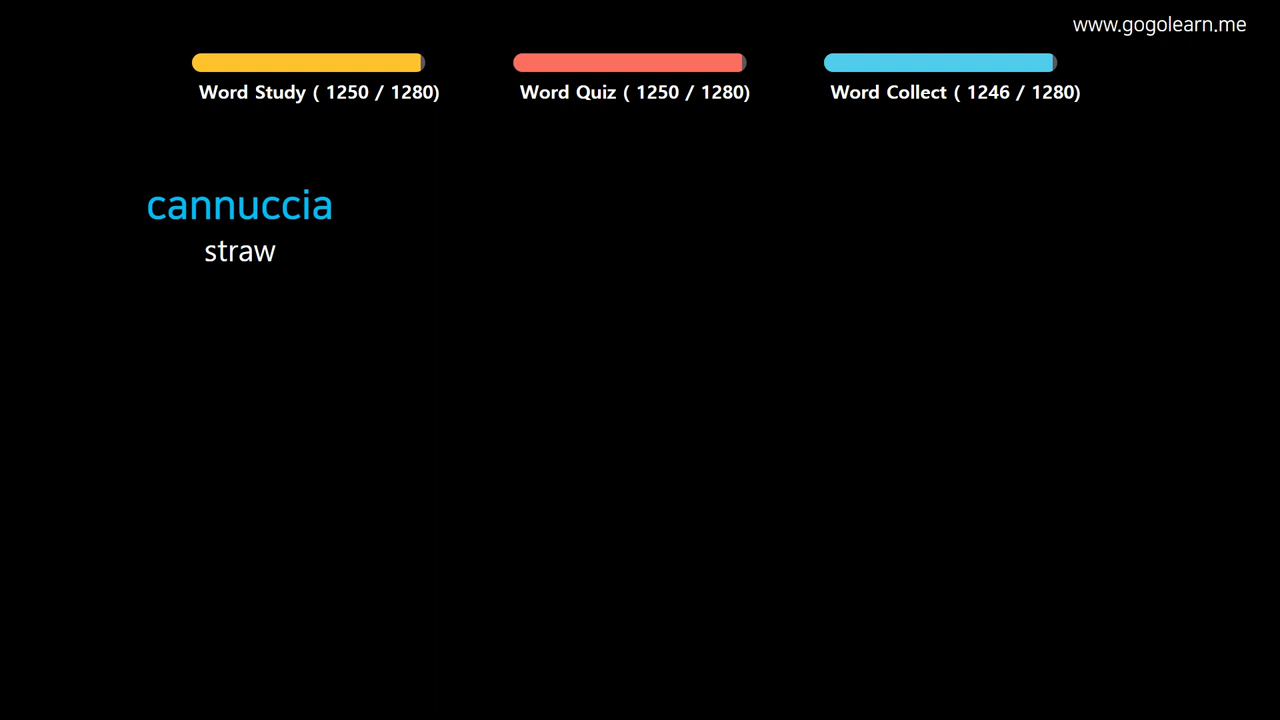 www.gogolearn.me
Word Study ( 1250 / 1280)
Word Quiz ( 1250 / 1280)
Word Collect ( 1246 / 1280)
cannuccia
straw